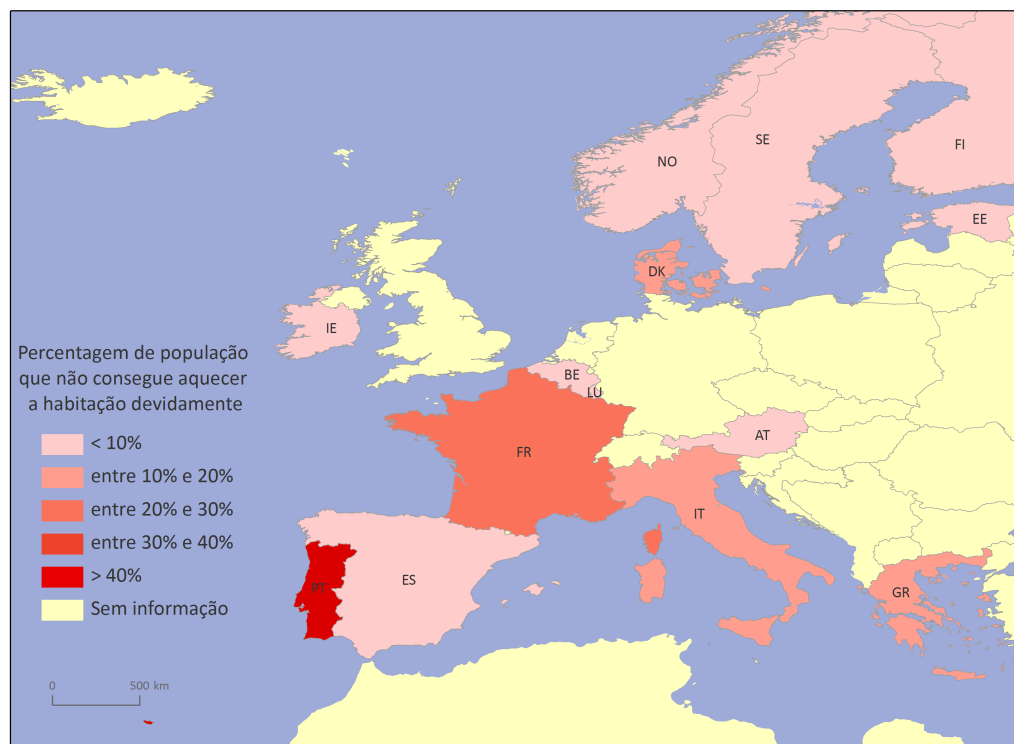 NO
SE
FI
EE
DK
IE
BE
LU
AT
FR
IT
PT
ES
GR
Percentagem de população
que não consegue aquecer
a habitação devidamente
< 10%
entre 10% e 20%
entre 20% e 30%
entre 30% e 40%
> 40%
Sem informação
0 500 km